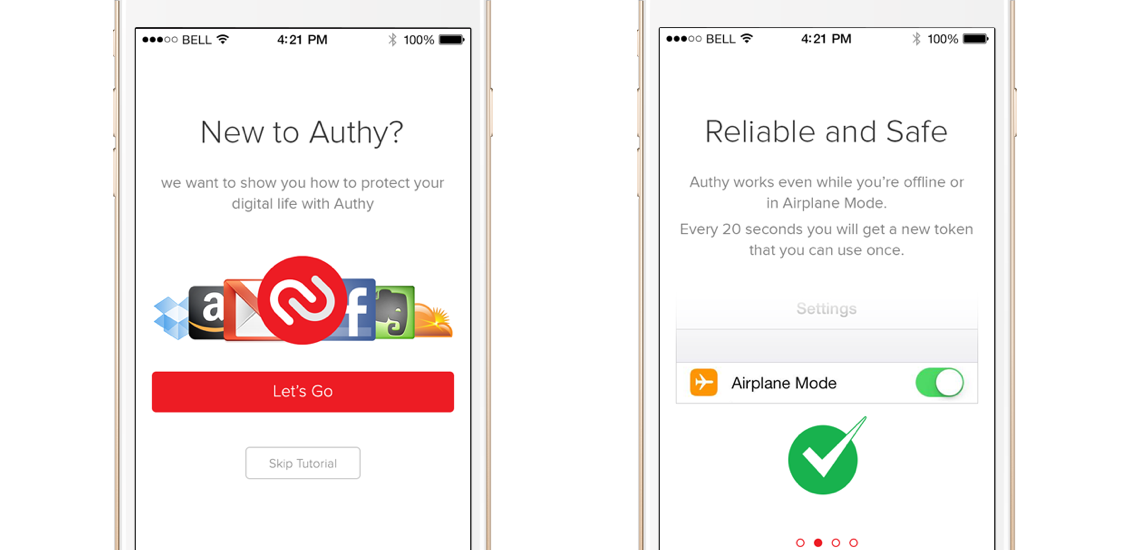 BELL 4:21 PM 100%
New to Authy?
we want to show you how to protect your
digital life with Authy
a
f
Let's Go
Skip Tutorial
BELL 4:21 PM 100%
Reliable and Safe
Authy works even while you're offline or
in Airplane Mode.
Every 20 seconds you will get a new token
that you can use once.
Settings
Airplane Mode